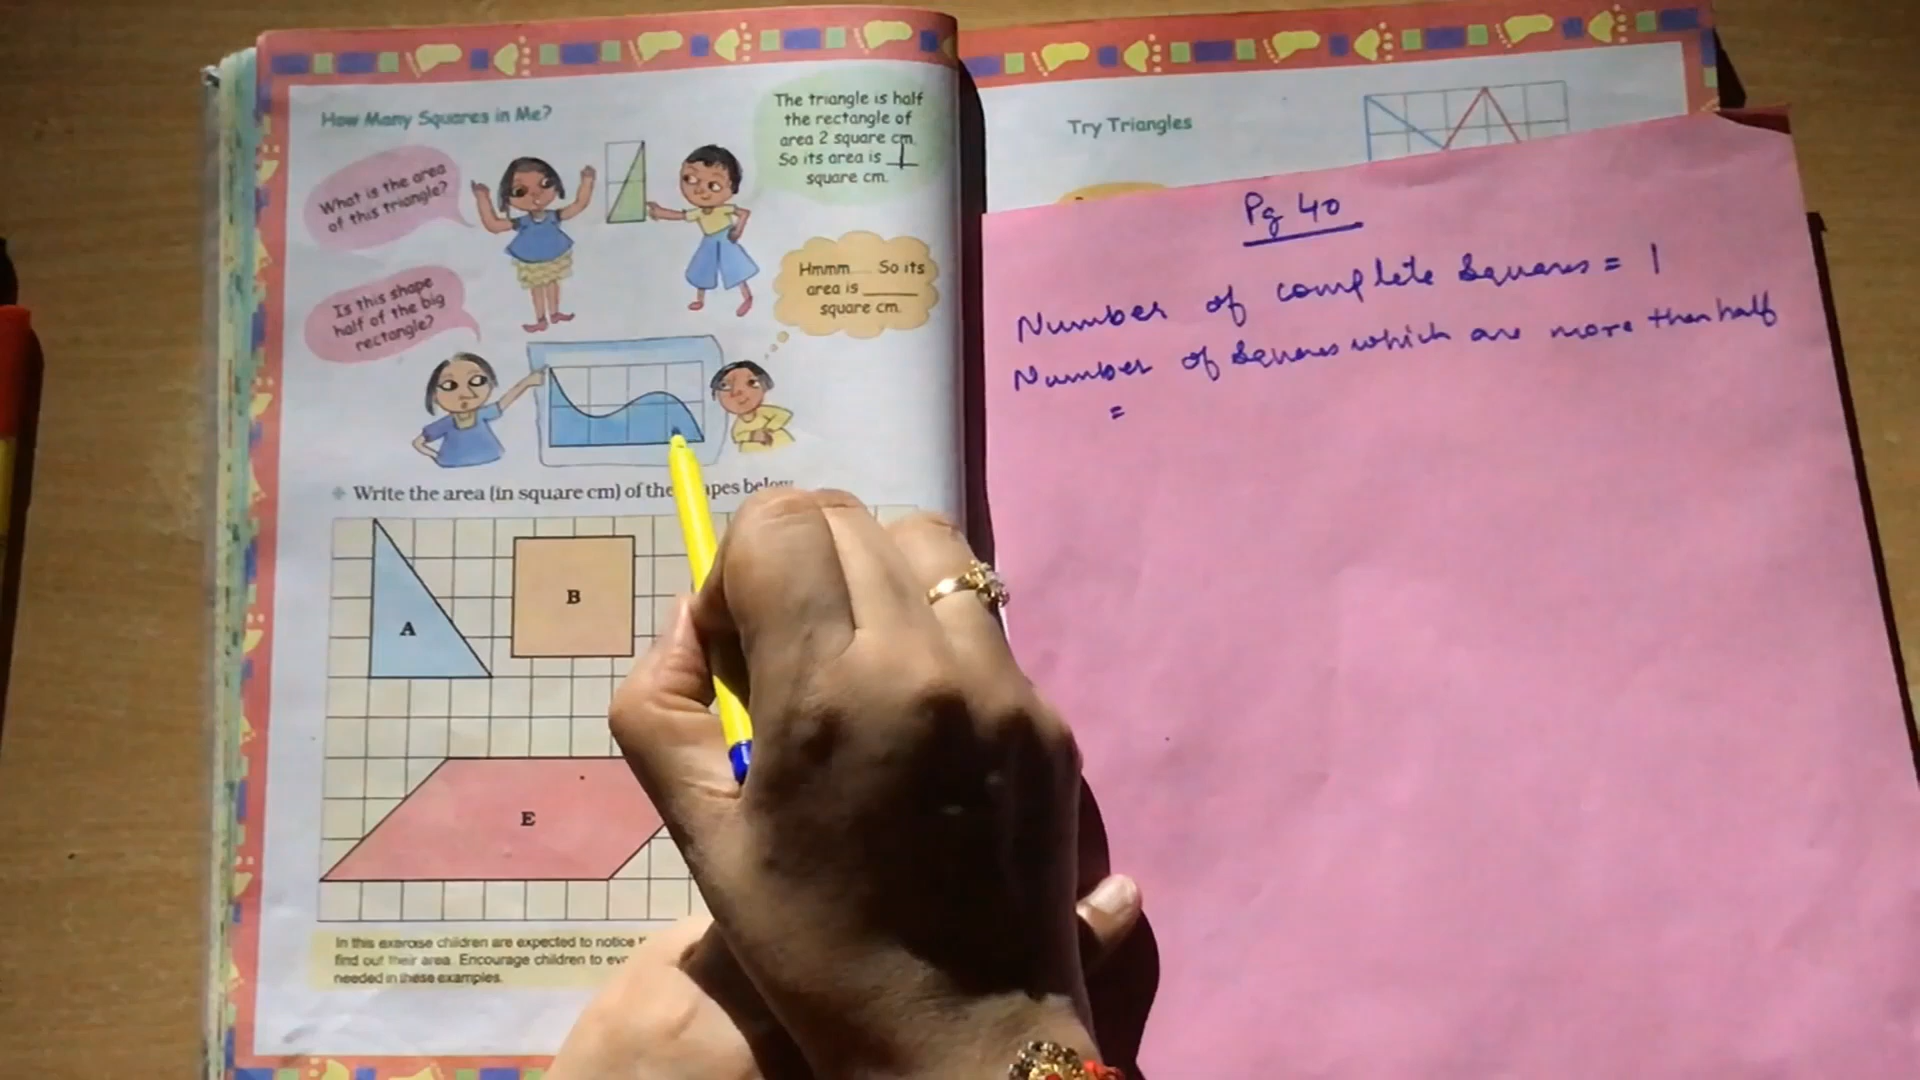 How Many Squares in Me?
What is the area
of this triangle?
The triangle is half
the rectangle of
area 2 square cm.
So its area is 1
square cm.
Is this shape
half of the big
rectangle?
Hmmm.... So its
area is ______
square cm.
Write the area (in square cm) of the shapes below.
A
B
E
In this exercise children are expected to notice
find out their area. Encourage children to
needed in these examples.
Try Triangles
Pg 40
Number of complete squares = 1
Number of squares which are more than half
=